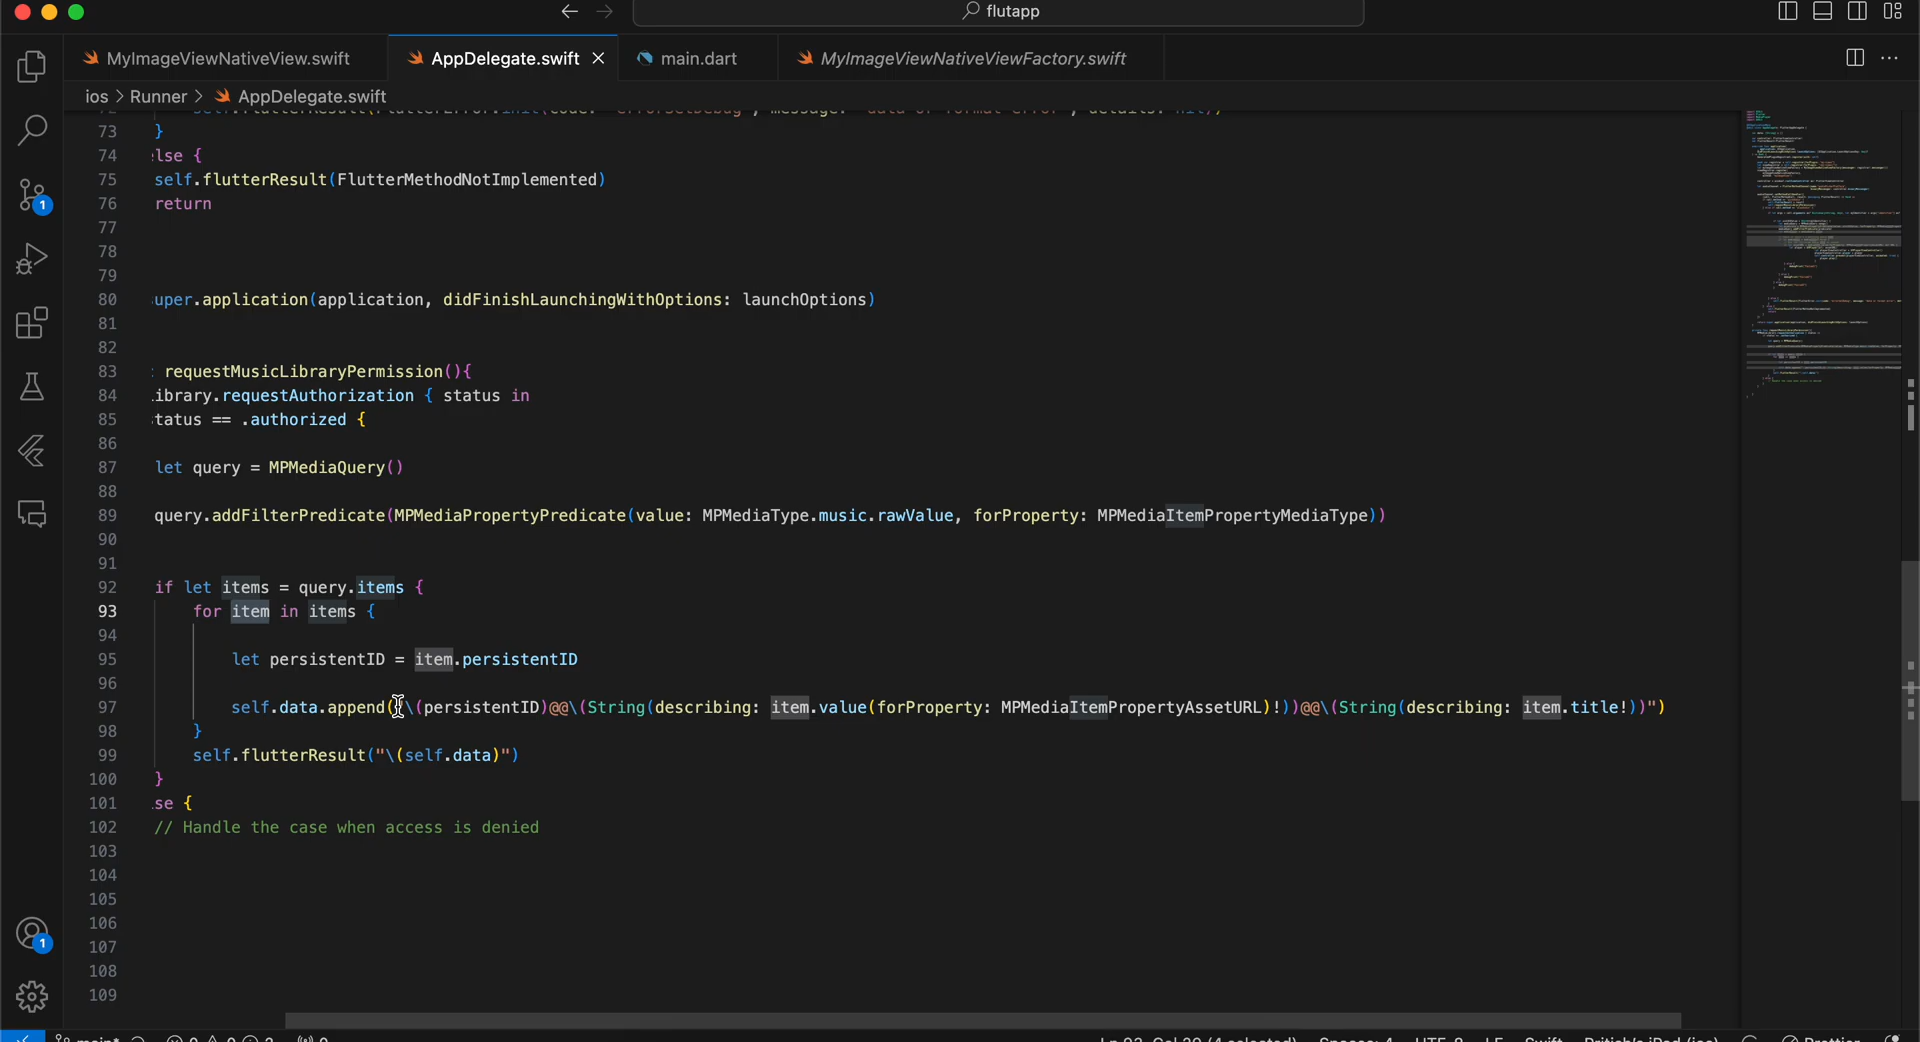 flutapp
MyImageViewNativeView.swift
AppDelegate.swift
main.dart
MyImageViewNativeViewFactory.swift
ios > Runner > AppDelegate.swift
73 }
74 lse {
75 self.flutterResult(FlutterMethodNotImplemented)
76 return
77
78
79
80 uper.application(application, didFinishLaunchingWithOptions: launchOptions)
81
82
83 requestMusicLibraryPermission(){
84 ibrary.requestAuthorization { status in
85 tatus == .authorized {
86
87 let query = MPMediaQuery()
88
89 query.addFilterPredicate(MPMediaPropertyPredicate(value: MPMediaType.music.rawValue, forProperty: MPMediaItemPropertyMediaType))
90
91
92 if let items = query.items {
93 for item in items {
94
95 let persistentID = item.persistentID
96
97 self.data.append("\(persistentID)@@\(String(describing: item.value(forProperty: MPMediaItemPropertyAssetURL)!))@@\(String(describing: item.title!))")
98 }
99 self.flutterResult("\(self.data)")
100 }
101 se {
102 // Handle the case when access is denied
103
104
105
106
107
108
109
1
1